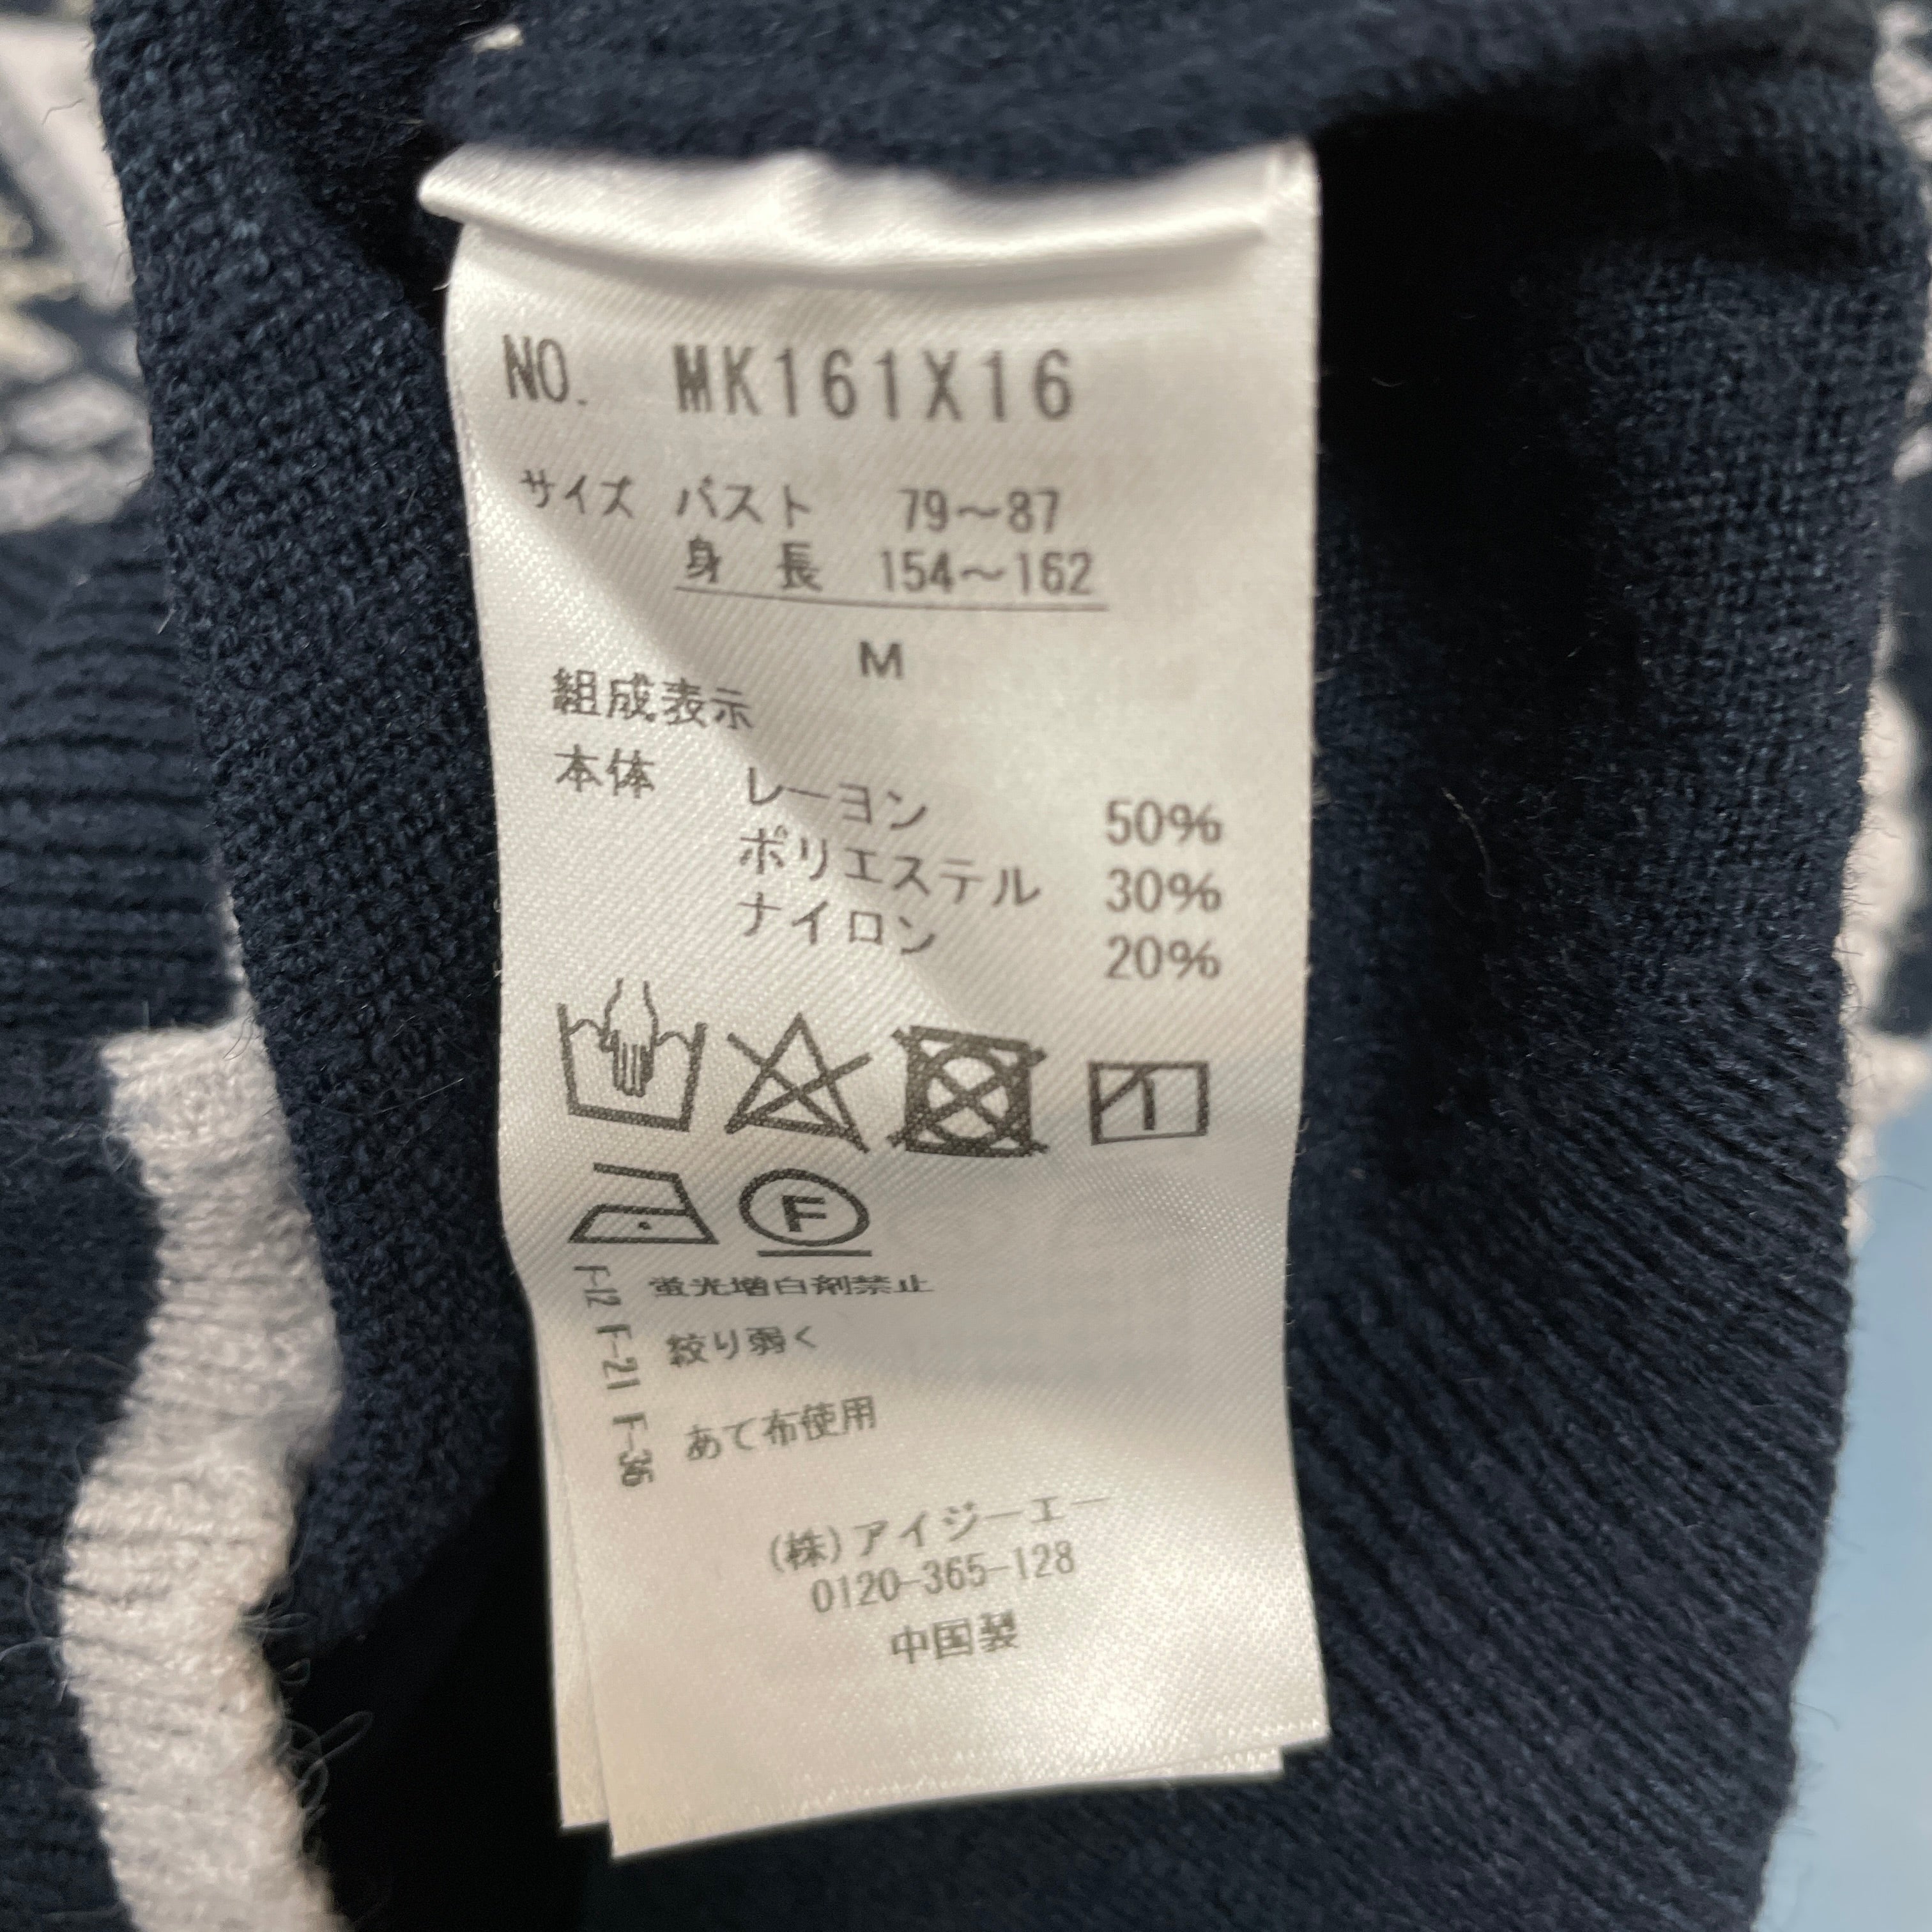 NO. MK161X16
サイズ バスト 79〜87
身 長 154〜162
M
組成表示
本体 レーヨン 50%
ポリエステル 30%
ナイロン 20%
F
F-12 蛍光増白剤禁止
F-21 絞り弱く
F-36 あて布使用
(株)アイジーエー
0120-365-128
中国製